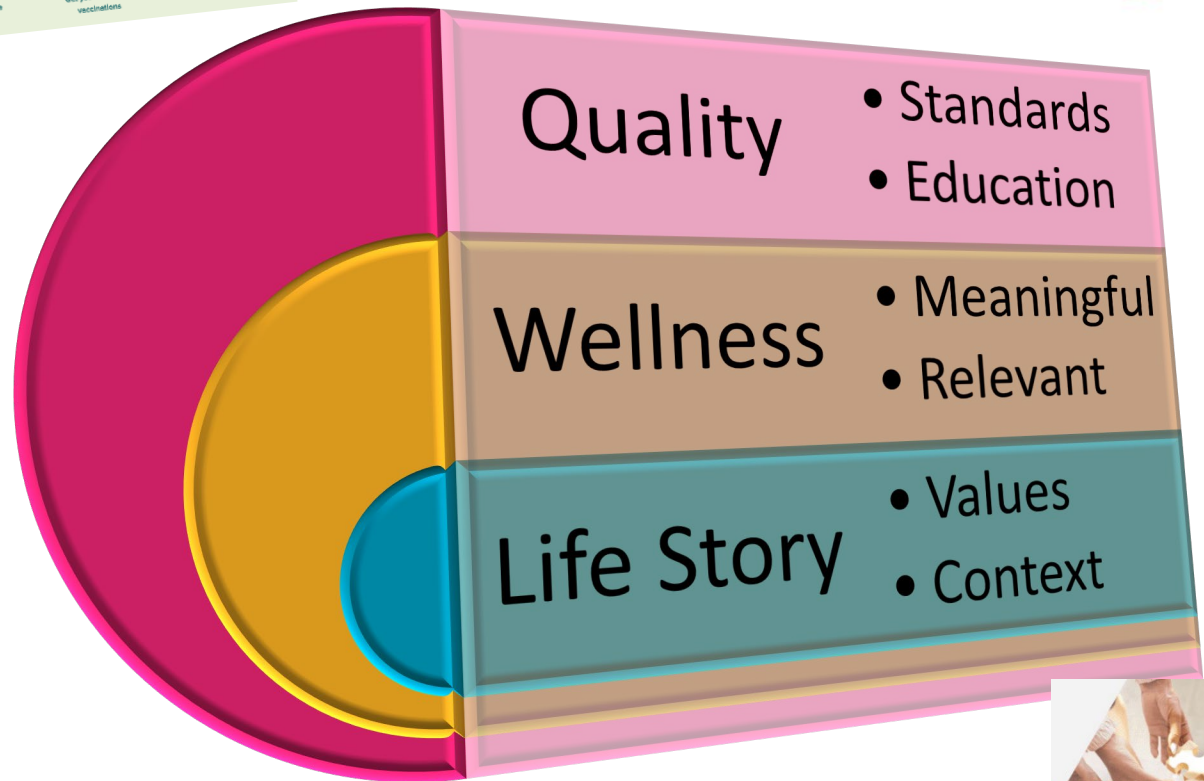 vaccinations
Quality
• Standards
• Education
Wellness
• Meaningful
• Relevant
Life Story
• Values
• Context